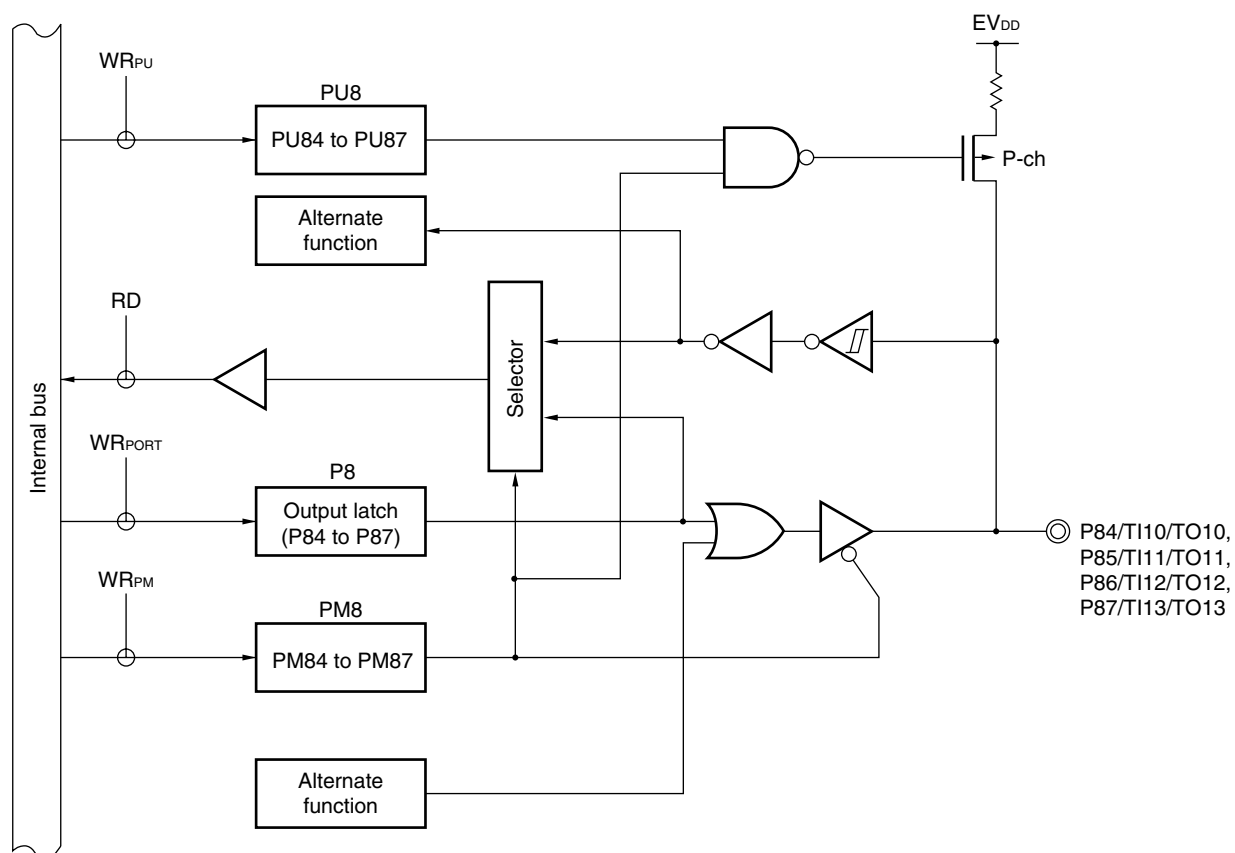 EVDD
WRPU
PU8
PU84 to PU87
P-ch
Alternate
function
RD
Selector
Internal bus
WRPORT
P8
Output latch
(P84 to P87)
P84/TI10/TO10,
P85/TI11/TO11,
P86/TI12/TO12,
P87/TI13/TO13
WRPM
PM8
PM84 to PM87
Alternate
function